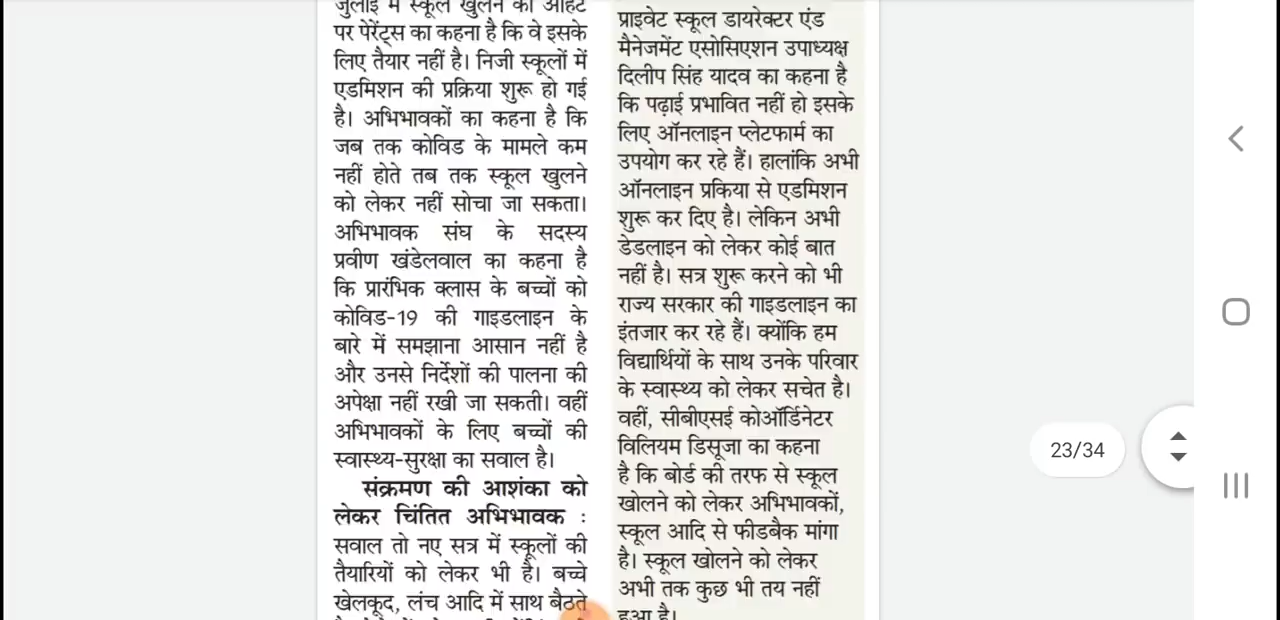 जुलाई में स्कूल खुलने की आहट
पर पेरेंट्स का कहना है कि वे इसके
लिए तैयार नहीं है। निजी स्कूलों में
एडमिशन की प्रक्रिया शुरू हो गई
है। अभिभावकों का कहना है कि
जब तक कोविड के मामले कम
नहीं होते तब तक स्कूल खुलने
को लेकर नहीं सोचा जा सकता।
अभिभावक संघ के सदस्य
प्रवीण खंडेलवाल का कहना है
कि प्रारंभिक क्लास के बच्चों को
कोविड-19 की गाइडलाइन के
बारे में समझाना आसान नहीं है
और उनसे निर्देशों की पालना की
अपेक्षा नहीं रखी जा सकती। वहीं
अभिभावकों के लिए बच्चों की
स्वास्थ्य-सुरक्षा का सवाल है।
संक्रमण की आशंका को
लेकर चिंतित अभिभावक :
सवाल तो नए सत्र में स्कूलों की
तैयारियों को लेकर भी है। बच्चे
खेलकूद, लंच आदि में साथ बैठते
प्राइवेट स्कूल डायरेक्टर एंड
मैनेजमेंट एसोसिएशन उपाध्यक्ष
दिलीप सिंह यादव का कहना है
कि पढ़ाई प्रभावित नहीं हो इसके
लिए ऑनलाइन प्लेटफार्म का
उपयोग कर रहे हैं। हालांकि अभी
ऑनलाइन प्रकिया से एडमिशन
शुरू कर दिए है। लेकिन अभी
डेडलाइन को लेकर कोई बात
नहीं है। सत्र शुरू करने को भी
राज्य सरकार की गाइडलाइन का
इंतजार कर रहे हैं। क्योंकि हम
विद्यार्थियों के साथ उनके परिवार
के स्वास्थ्य को लेकर सचेत है।
वहीं, सीबीएसई कोऑर्डिनेटर
विलियम डिसूजा का कहना
है कि बोर्ड की तरफ से स्कूल
खोलने को लेकर अभिभावकों,
स्कूल आदि से फीडबैक मांगा
है। स्कूल खोलने को लेकर
अभी तक कुछ भी तय नहीं
हुआ है।
23/34